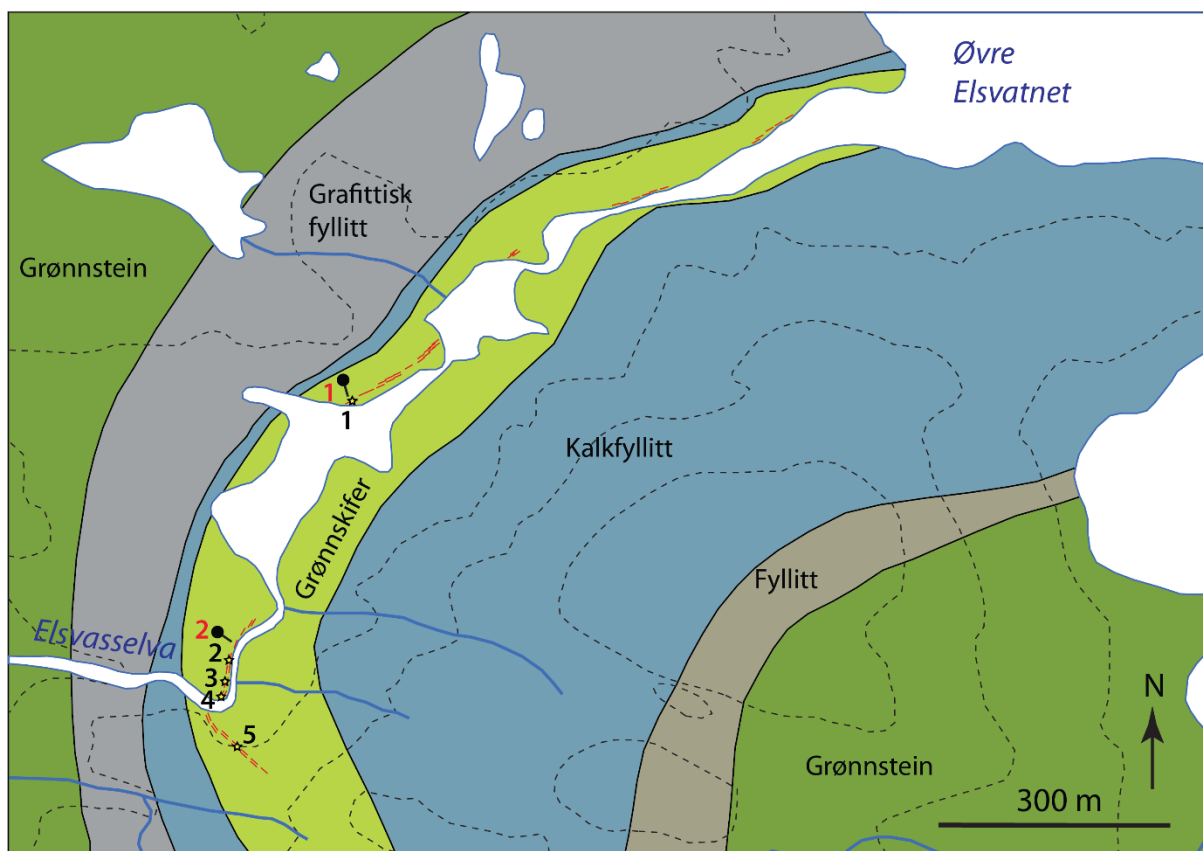 Øvre
Elsvatnet
Grafittisk
fyllitt
Grønnstein
1
1
Kalkfyllitt
Grønnskifer
Fyllitt
2
Elsvasselva
2
3
4
5
N
Grønnstein
300 m